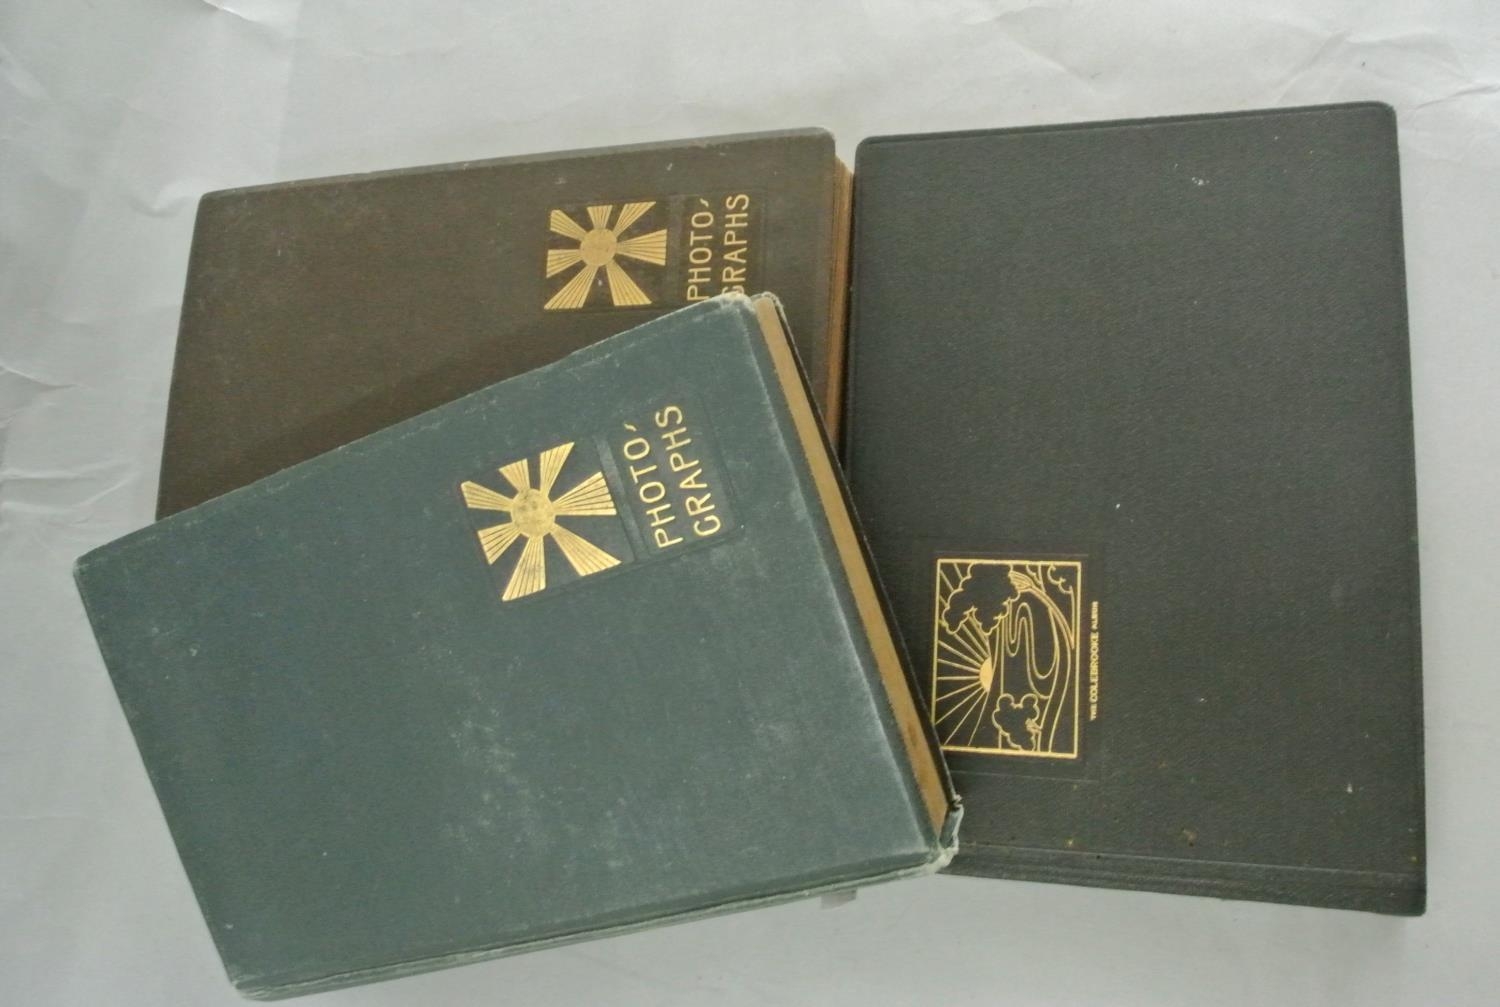 PHOTO,
GRAPHS
PHOTO,
GRAPHS
THE COLEBROOKE ALBUM